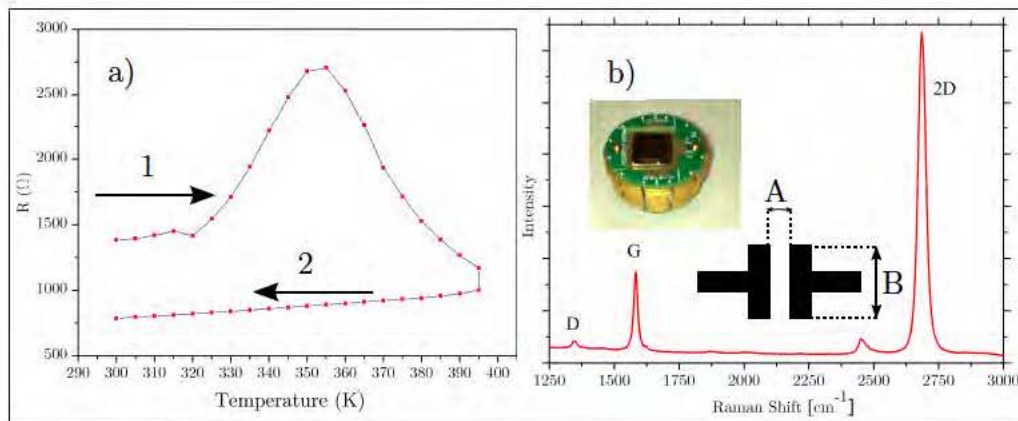 a)
1
2
R (Ω)
3000
2500
2000
1500
1000
500
290 300 310 320 330 340 350 360 370 380 390 400
Temperature (K)
b)
2D
A
B
G
D
Intensity
1250 1500 1750 2000 2250 2500 2750 3000
Raman Shift [cm⁻¹]